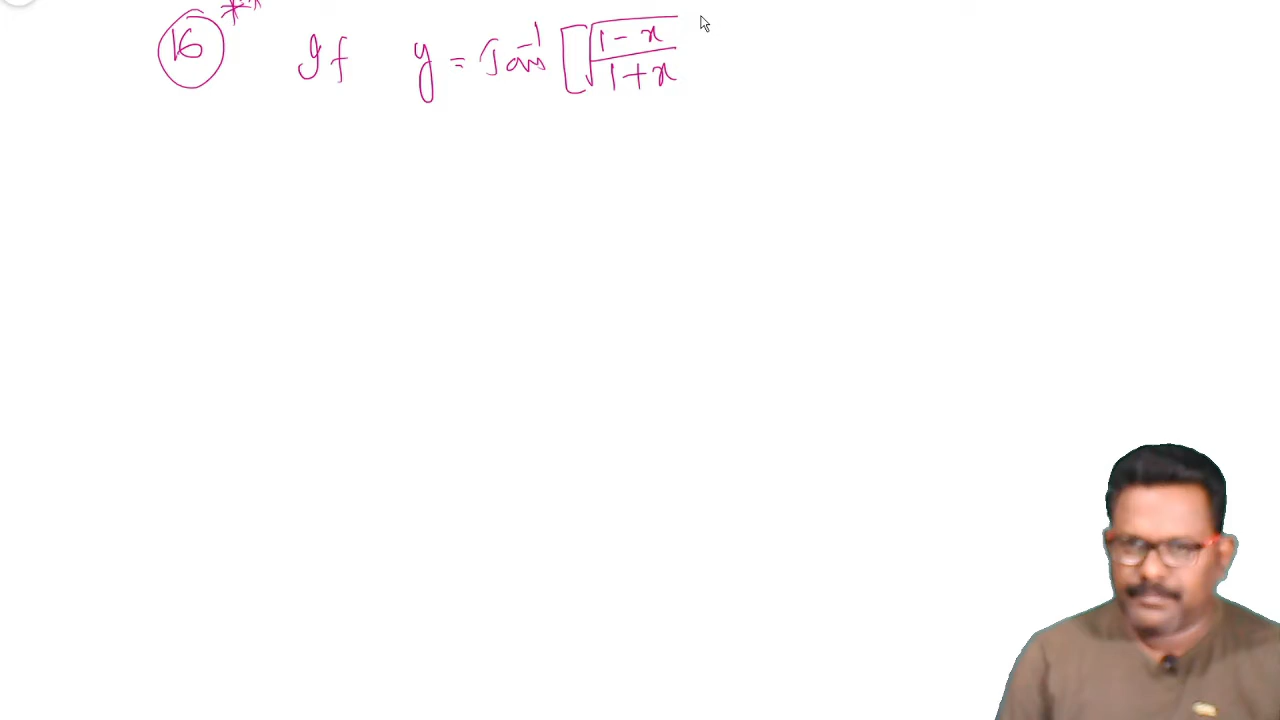 16 *** If y = Tan⁻¹ [√(1 - x / 1 + x)